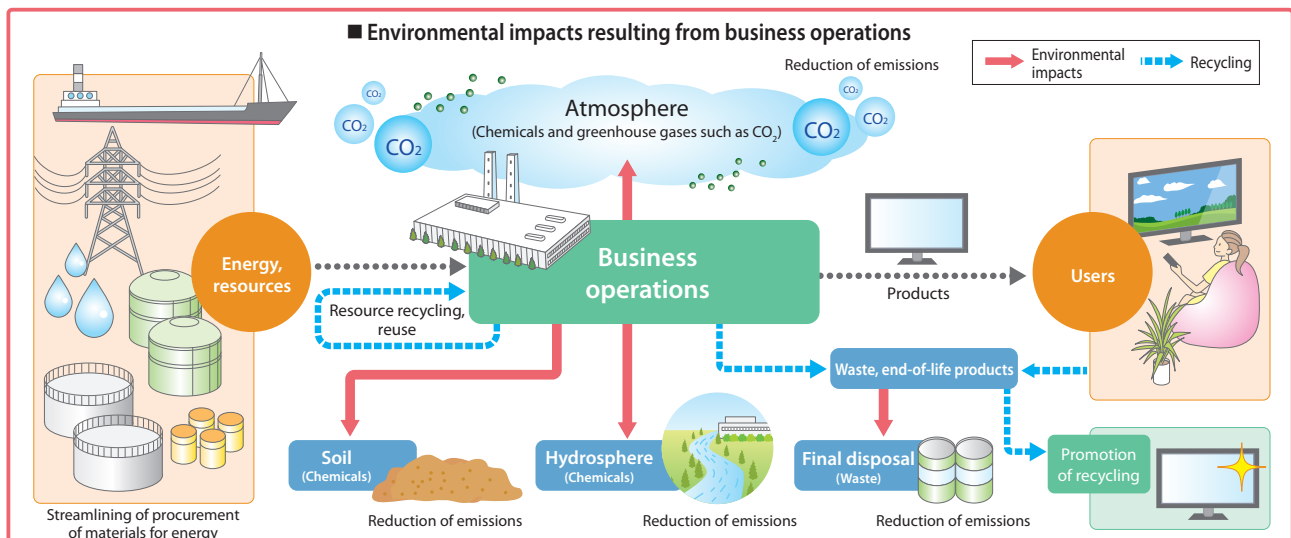 ■ Environmental impacts resulting from business operations
Environmental
impacts
Recycling
Reduction of emissions
Atmosphere
(Chemicals and greenhouse gases such as CO₂)
CO₂
CO₂
CO₂
CO₂
CO₂
CO₂
Energy,
resources
Business
operations
Products
Users
Resource recycling,
reuse
Waste, end-of-life products
Soil
(Chemicals)
Hydrosphere
(Chemicals)
Final disposal
(Waste)
Promotion
of recycling
Reduction of emissions
Reduction of emissions
Reduction of emissions
Streamlining of procurement
of materials for energy